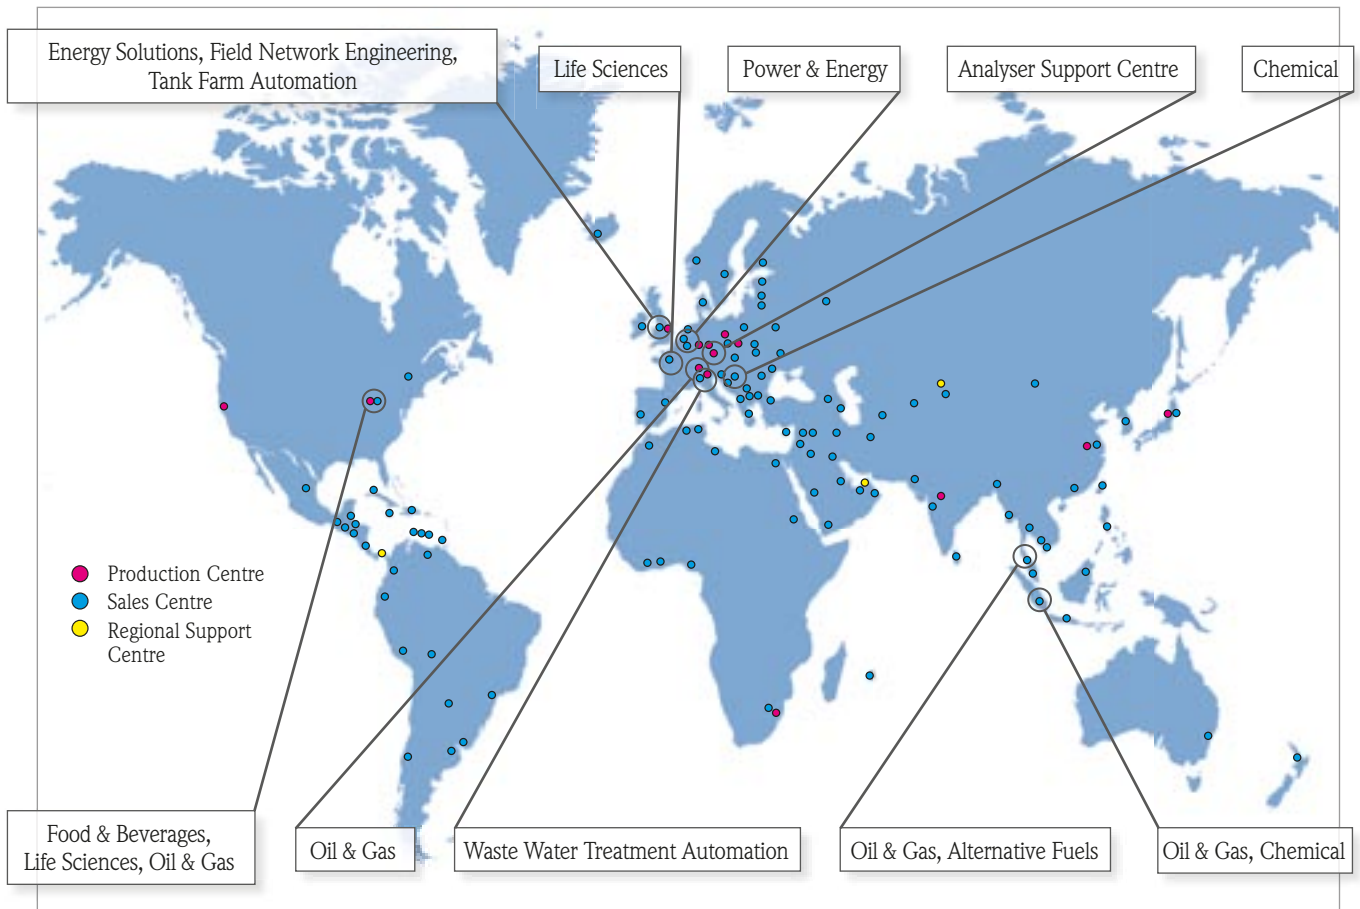 Energy Solutions, Field Network Engineering,
Tank Farm Automation
Life Sciences
Power & Energy
Analyser Support Centre
Chemical
Production Centre
Sales Centre
Regional Support
Centre
Food & Beverages,
Life Sciences, Oil & Gas
Oil & Gas
Waste Water Treatment Automation
Oil & Gas, Alternative Fuels
Oil & Gas, Chemical